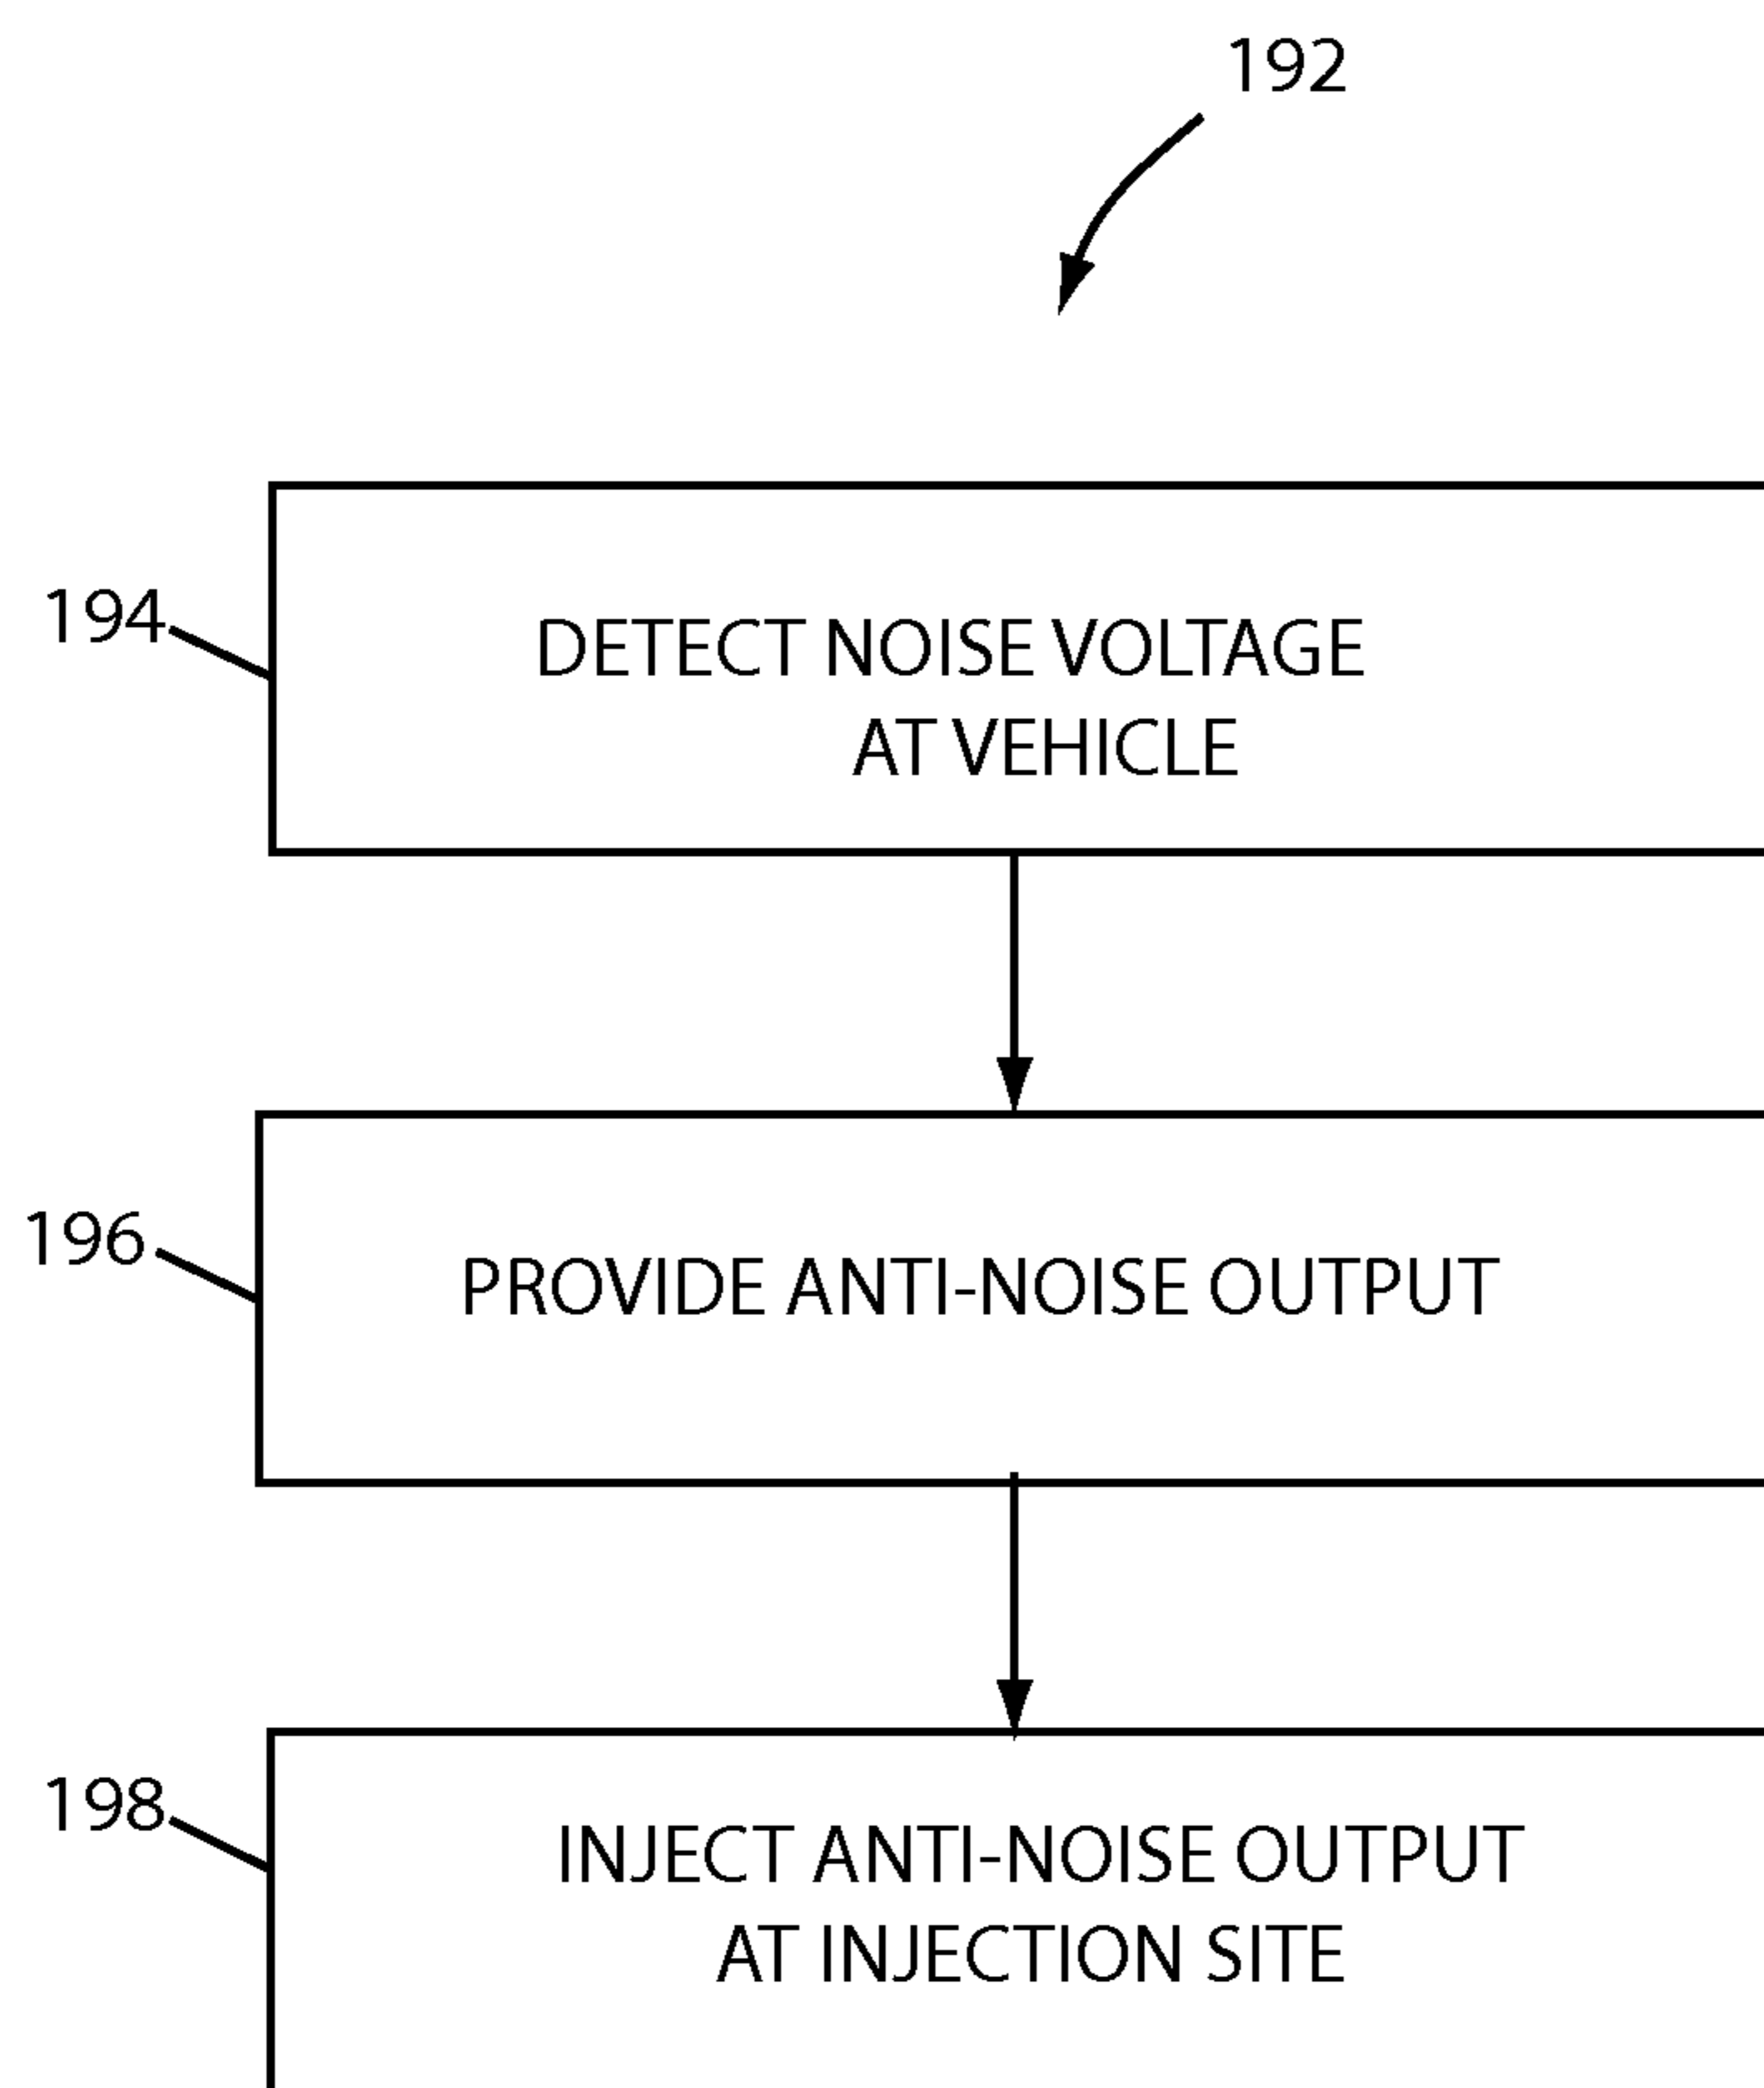 192
194
DETECT NOISE VOLTAGE
AT VEHICLE
196
PROVIDE ANTI-NOISE OUTPUT
198
INJECT ANTI-NOISE OUTPUT
AT INJECTION SITE